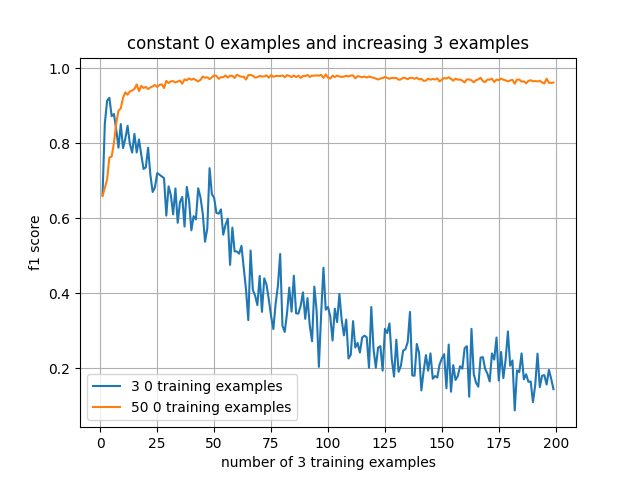 constant 0 examples and increasing 3 examples
1.0
0.8
0.6
0.4
0.2
f1 score
3 0 training examples
50 0 training examples
0 25 50 75 100 125 150 175 200
number of 3 training examples